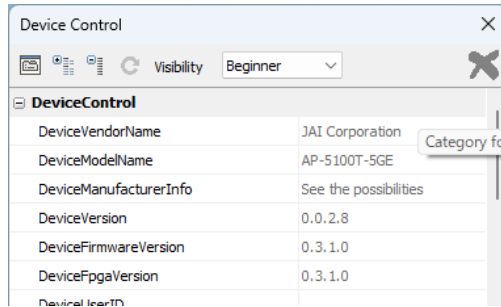 Device Control
Visibility Beginner
DeviceControl
DeviceVendorName JAI Corporation
Category fo
DeviceModelName AP-5100T-5GE
DeviceManufacturerInfo See the possibilities
DeviceVersion 0.0.2.8
DeviceFirmwareVersion 0.3.1.0
DeviceFpgaVersion 0.3.1.0
DeviceUserID